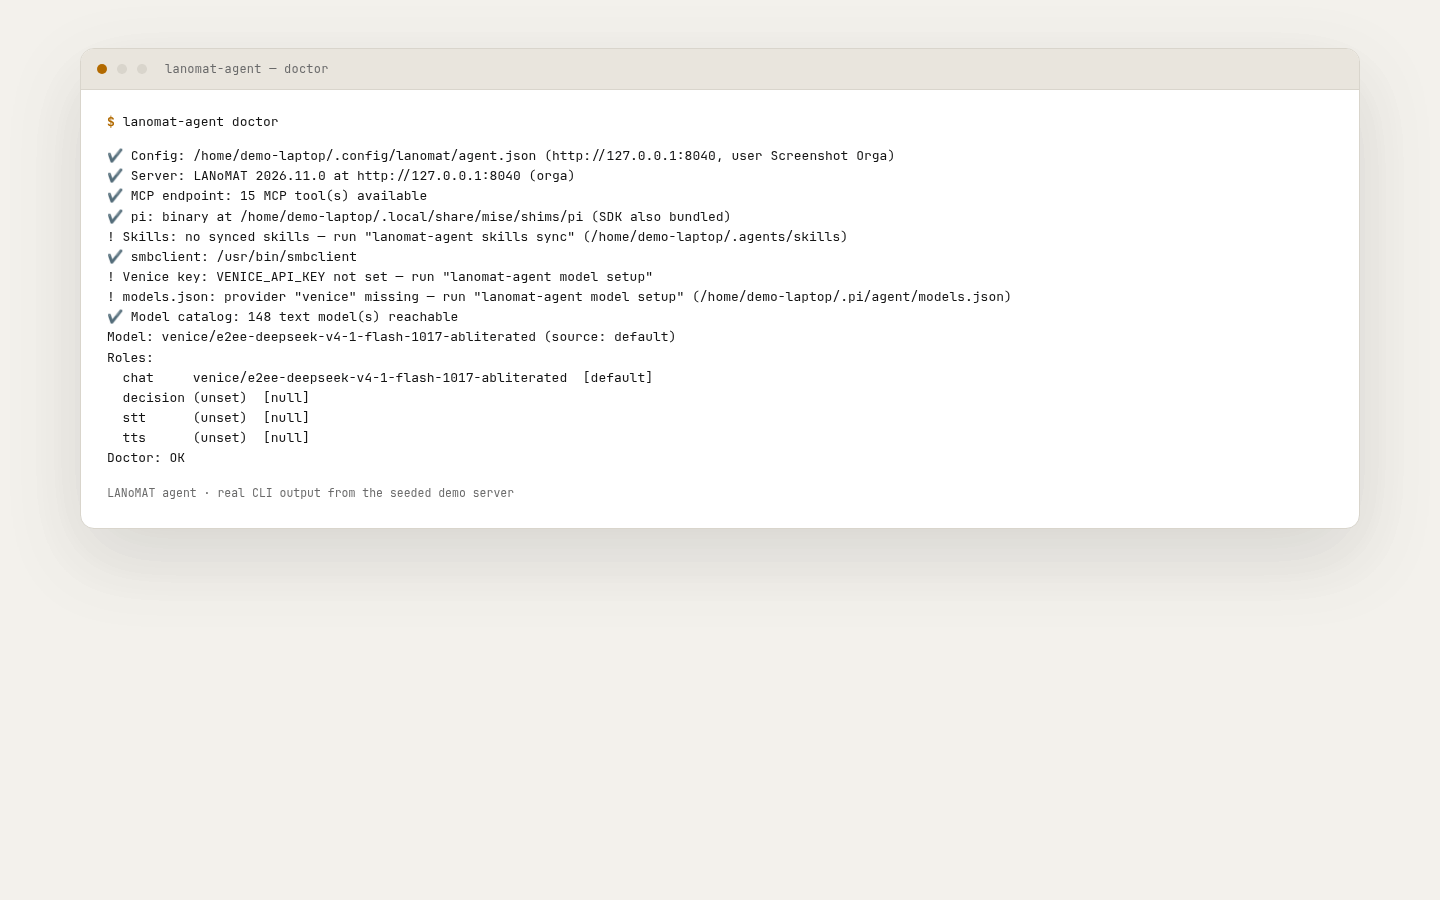 lanomat-agent — doctor
$ lanomat-agent doctor
✔ Config: /home/demo-laptop/.config/lanomat/agent.json (http://127.0.0.1:8040, user Screenshot Orga)
✔ Server: LANoMAT 2026.11.0 at http://127.0.0.1:8040 (orga)
✔ MCP endpoint: 15 MCP tool(s) available
✔ pi: binary at /home/demo-laptop/.local/share/mise/shims/pi (SDK also bundled)
! Skills: no synced skills — run "lanomat-agent skills sync" (/home/demo-laptop/.agents/skills)
✔ smbclient: /usr/bin/smbclient
! Venice key: VENICE_API_KEY not set — run "lanomat-agent model setup"
! models.json: provider "venice" missing — run "lanomat-agent model setup" (/home/demo-laptop/.pi/agent/models.json)
✔ Model catalog: 148 text model(s) reachable
Model: venice/e2ee-deepseek-v4-1-flash-1017-abliterated (source: default)
Roles:
  chat     venice/e2ee-deepseek-v4-1-flash-1017-abliterated  [default]
  decision (unset)  [null]
  stt      (unset)  [null]
  tts      (unset)  [null]
Doctor: OK
LANoMAT agent · real CLI output from the seeded demo server